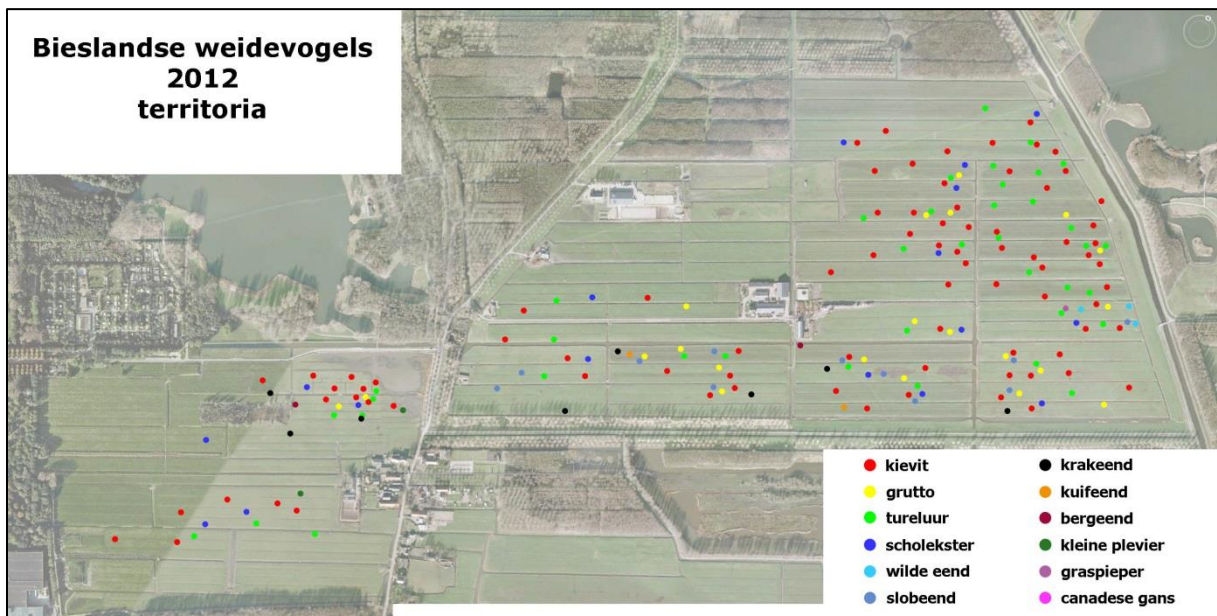 Bieslandse weidevogels
2012
territoria
kievit
grutto
tureluur
scholekster
wilde eend
slobeend
krakeend
kuifeend
bergeend
kleine plevier
graspieper
canadese gans